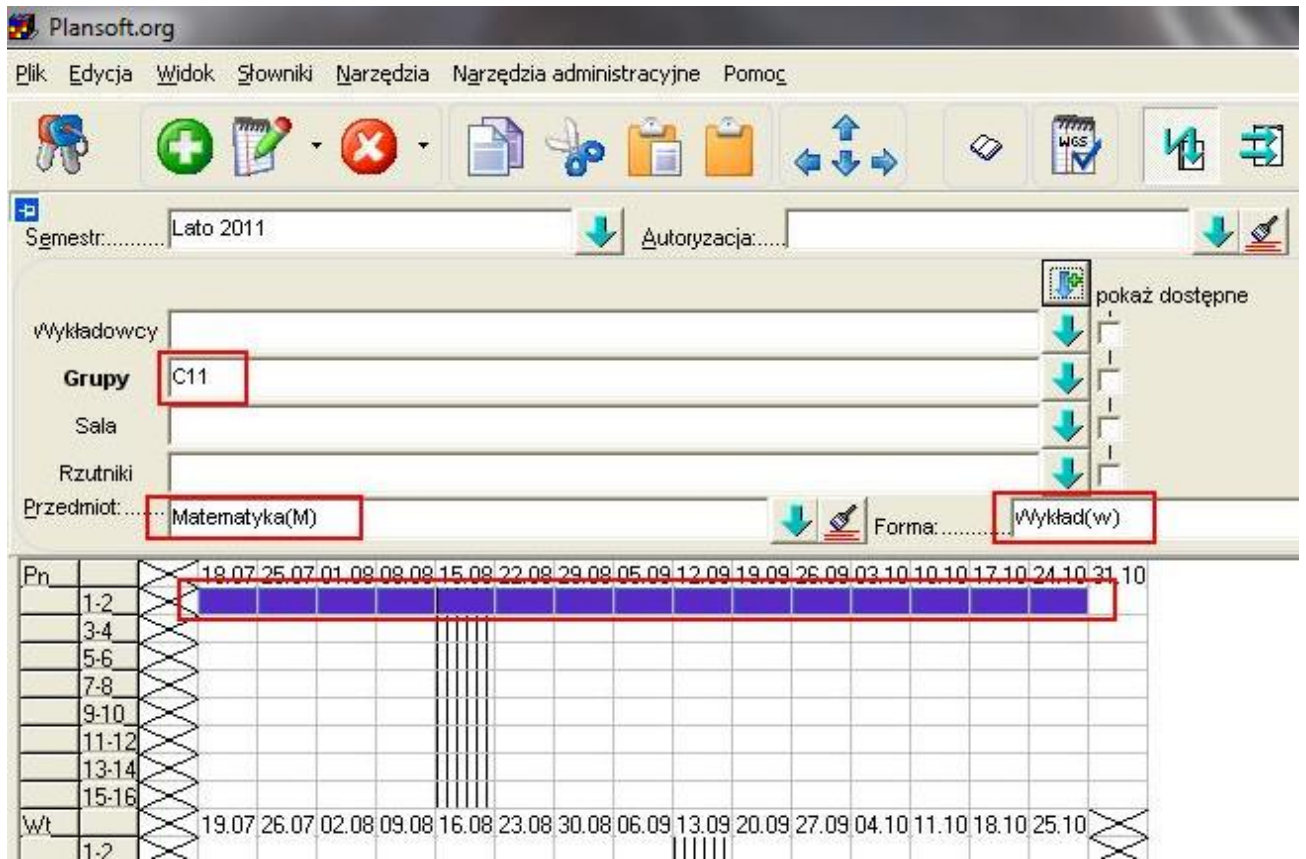 Plansoft.org
Plik Edycja Widok Słowniki Narzędzia Narzędzia administracyjne Pomoc
WGS
Semestr:.......... Lato 2011 Autoryzacja:.....
pokaż dostępne
Wykładowcy
Grupy C11
Sala
Rzutniki
Przedmiot:...... Matematyka(M) Forma:............ Wykład(w)
Pn 18.07 25.07 01.08 08.08 15.08 22.08 29.08 05.09 12.09 19.09 26.09 03.10 10.10 17.10 24.10 31.10
1-2
3-4
5-6
7-8
9-10
11-12
13-14
15-16
Wt 19.07 26.07 02.08 09.08 16.08 23.08 30.08 06.09 13.09 20.09 27.09 04.10 11.10 18.10 25.10
1-2